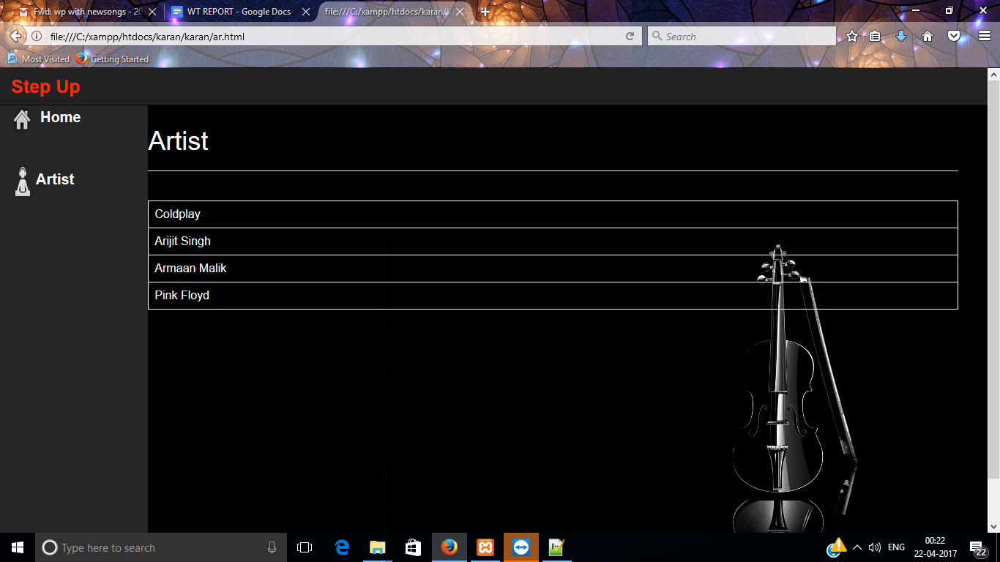 Fwd: wp with newsongs - 20
WT REPORT - Google Docs
file:///C:/xampp/htdocs/karan/
file:///C:/xampp/htdocs/karan/karan/ar.html
Search
Most Visited
Getting Started
Step Up
Home
Artist
Artist
Coldplay
Arijit Singh
Armaan Malik
Pink Floyd
Type here to search
ENG
00:22
22-04-2017
22